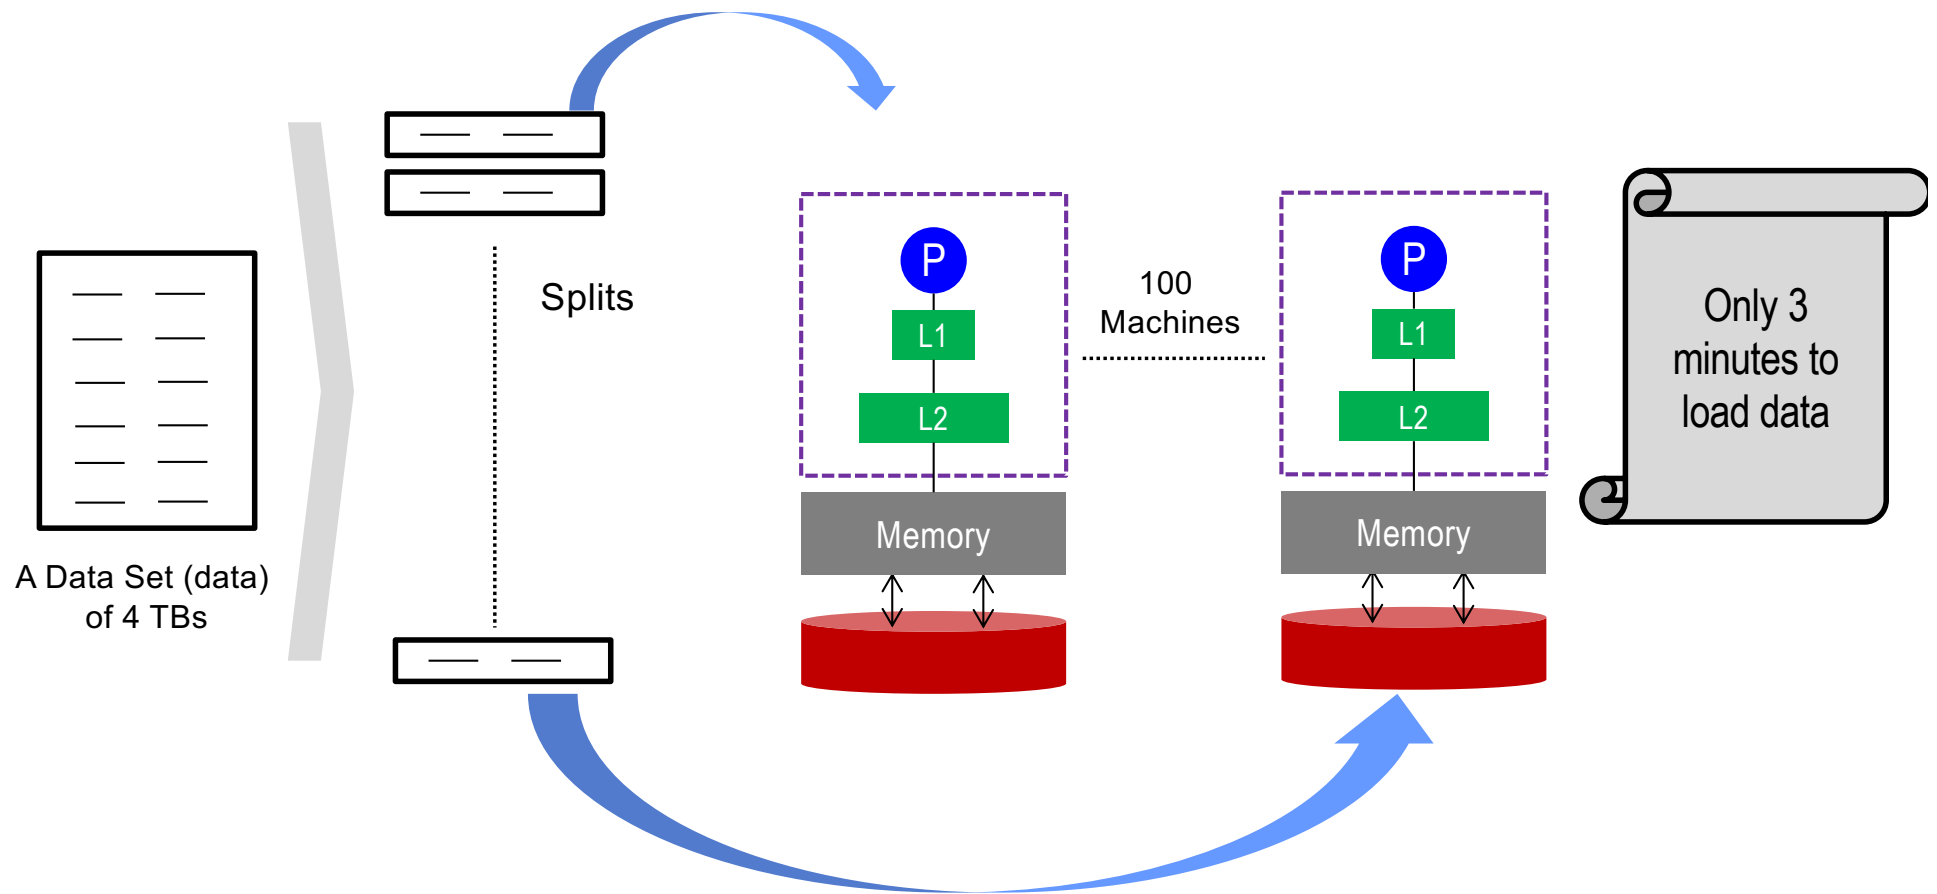 A Data Set (data)
of 4 TBs
Splits
P
L1
L2
Memory
100
Machines
P
L1
L2
Memory
Only 3
minutes to
load data